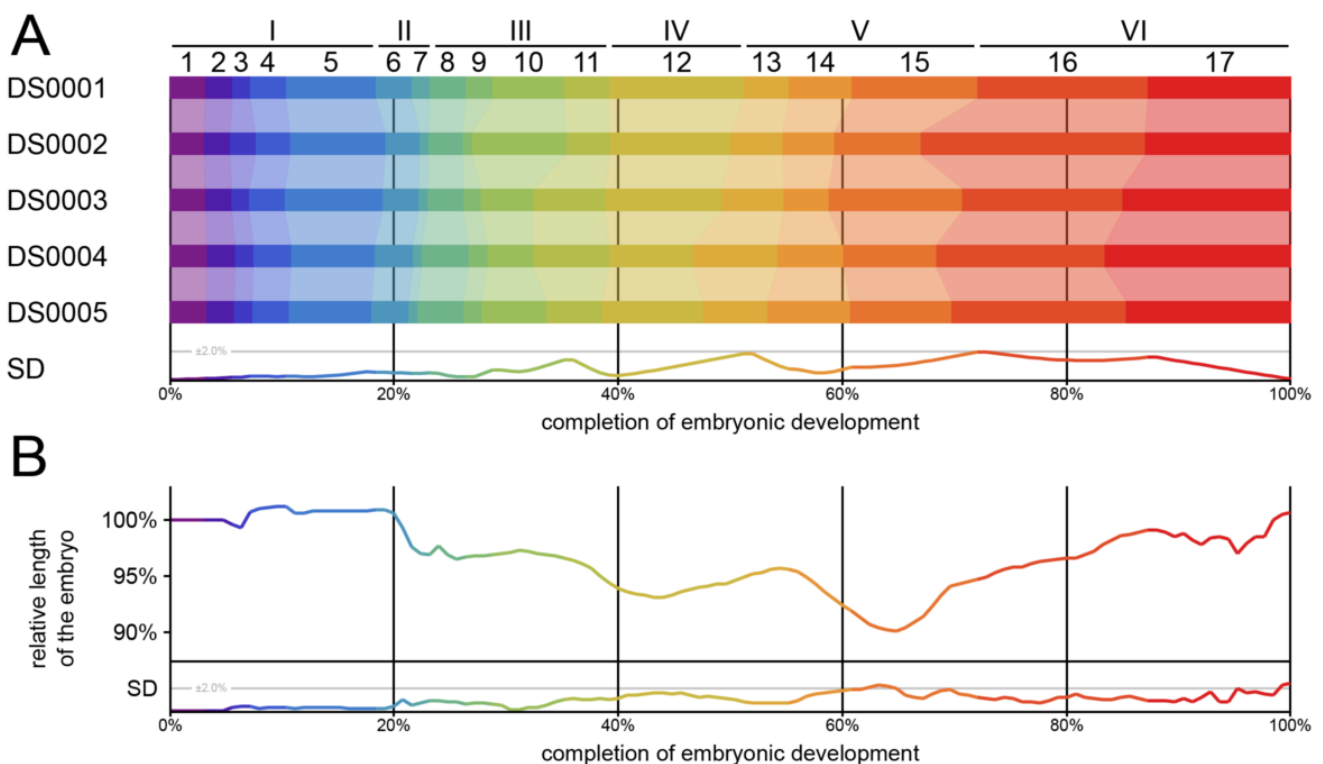 A
I II III IV V VI
1 2 3 4 5 6 7 8 9 10 11 12 13 14 15 16 17
DS0001
DS0002
DS0003
DS0004
DS0005
SD
±2.0%
0% 20% 40% 60% 80% 100%
completion of embryonic development
B
relative length
of the embryo
100%
95%
90%
SD
±2.0%
0% 20% 40% 60% 80% 100%
completion of embryonic development